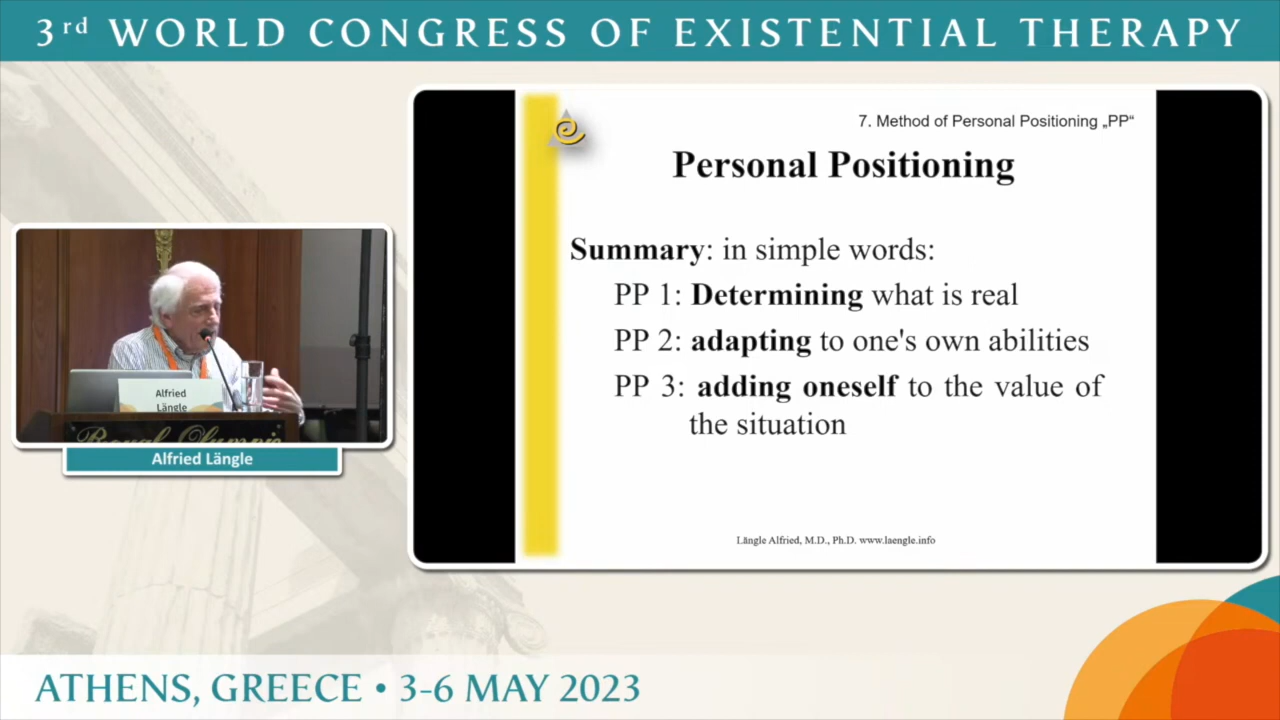 3rd WORLD CONGRESS OF EXISTENTIAL THERAPY
7. Method of Personal Positioning „PP“
Personal Positioning
Summary: in simple words:
PP 1: Determining what is real
PP 2: adapting to one's own abilities
PP 3: adding oneself to the value of
the situation
Längle Alfried, M.D., Ph.D. www.laengle.info
Alfried
Längle
Royal Olympic
Alfried Längle
ATHENS, GREECE • 3-6 MAY 2023